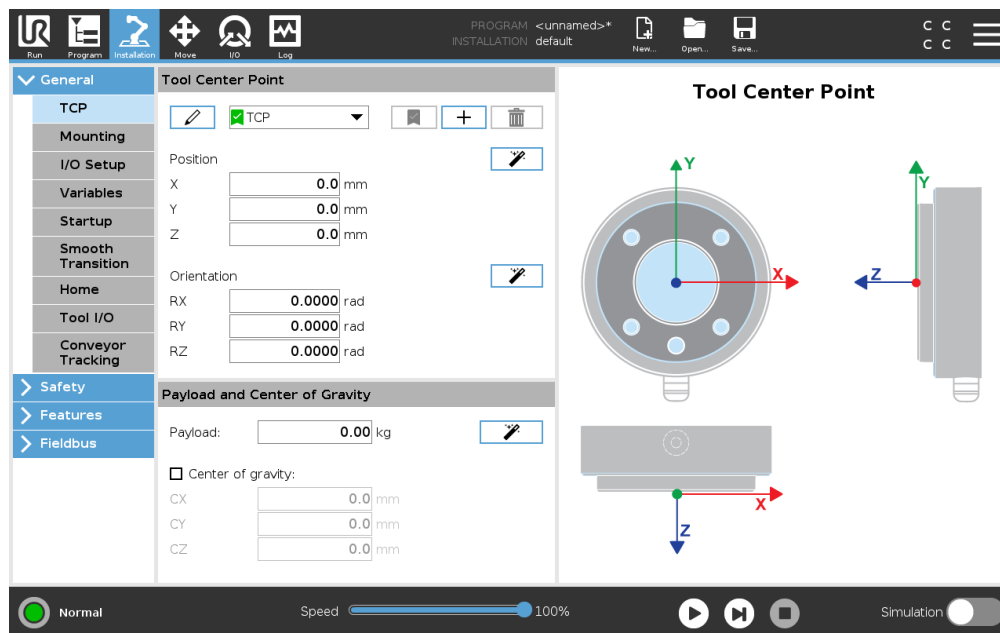 UR
PROGRAM <unnamed>*
INSTALLATION default
Run Program Installation Move I/O Log New... Open... Save...
C C
C C
General
TCP
Mounting
I/O Setup
Variables
Startup
Smooth
Transition
Home
Tool I/O
Conveyor
Tracking
Safety
Features
Fieldbus
Tool Center Point
TCP
Position
X 0.0 mm
Y 0.0 mm
Z 0.0 mm
Orientation
RX 0.0000 rad
RY 0.0000 rad
RZ 0.0000 rad
Payload and Center of Gravity
Payload: 0.00 kg
Center of gravity:
CX 0.0 mm
CY 0.0 mm
CZ 0.0 mm
Tool Center Point
Y
X
Y
Z
X
Z
Normal
Speed 100%
Simulation